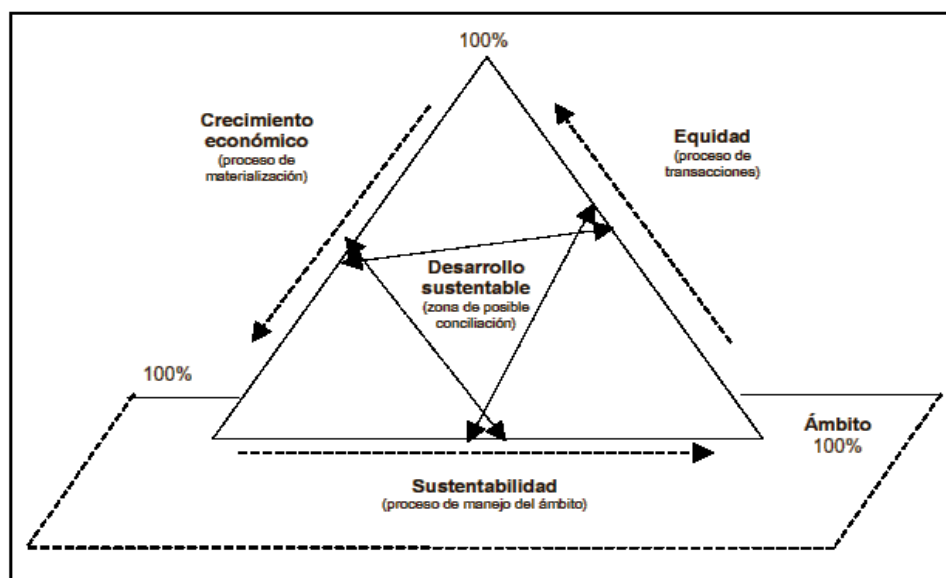 100%
Crecimiento
económico
(proceso de
materialización)
Equidad
(proceso de
transacciones)
Desarrollo
sustentable
(zona de posible
conciliación)
100%
Ámbito
100%
Sustentabilidad
(proceso de manejo del ámbito)